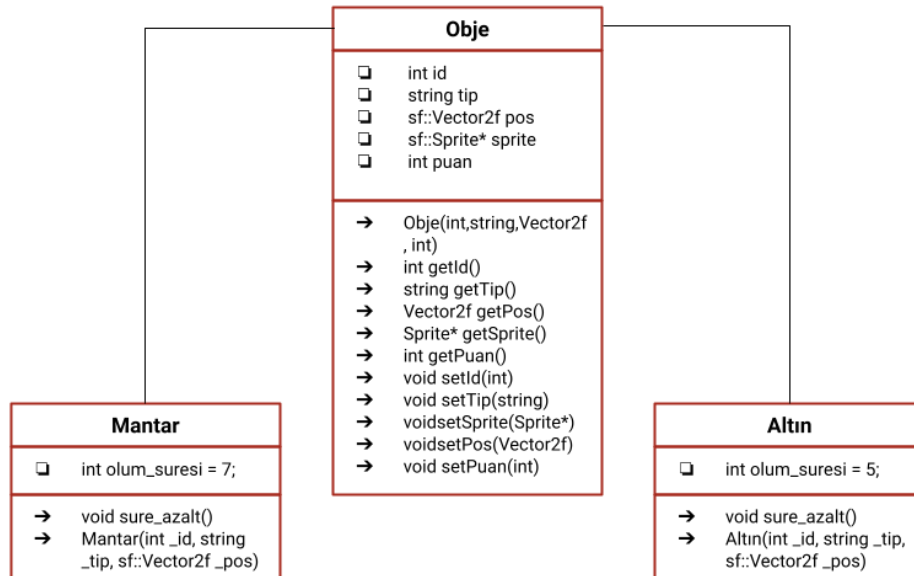 Obje
int id
string tip
sf::Vector2f pos
sf::Sprite* sprite
int puan
Obje(int,string,Vector2f
, int)
int getId()
string getTip()
Vector2f getPos()
Sprite* getSprite()
int getPuan()
void setId(int)
void setTip(string)
voidsetSprite(Sprite*)
voidsetPos(Vector2f)
void setPuan(int)
Mantar
int olum_suresi = 7;
void sure_azalt()
Mantar(int _id, string
_tip, sf::Vector2f _pos)
Altın
int olum_suresi = 5;
void sure_azalt()
Altın(int _id, string _tip,
sf::Vector2f _pos)